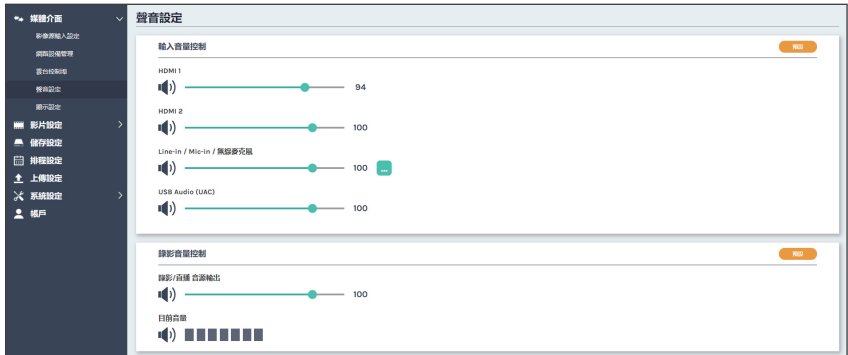 媒體介面
影像源輸入設定
網路設備管理
雲台控制埠
聲音設定
顯示設定
影片設定
儲存設定
排程設定
上傳設定
系統設定
帳戶
聲音設定
輸入音量控制
預設
HDMI 1
94
HDMI 2
100
Line-in / Mic-in / 無線麥克風
100
...
USB Audio (UAC)
100
錄影音量控制
預設
錄影/直播 音源輸出
100
目前音量